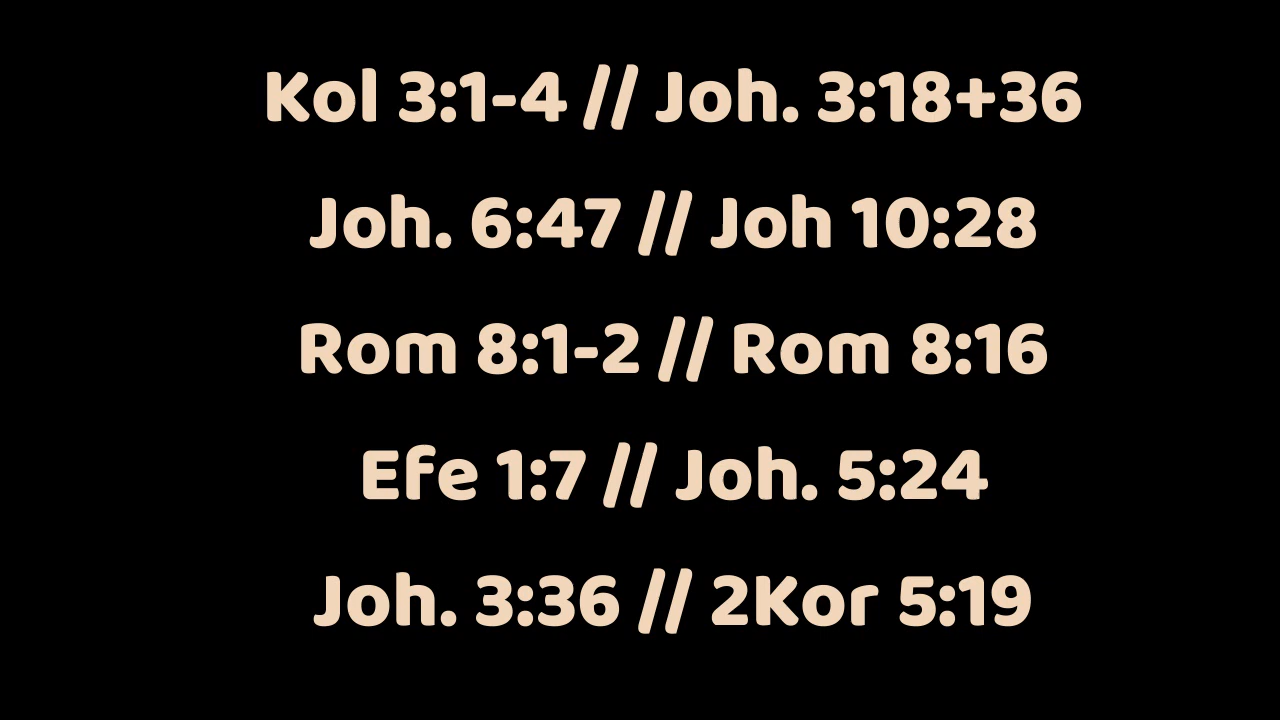 Kol 3:1-4 // Joh. 3:18+36
Joh. 6:47 // Joh 10:28
Rom 8:1-2 // Rom 8:16
Efe 1:7 // Joh. 5:24
Joh. 3:36 // 2Kor 5:19